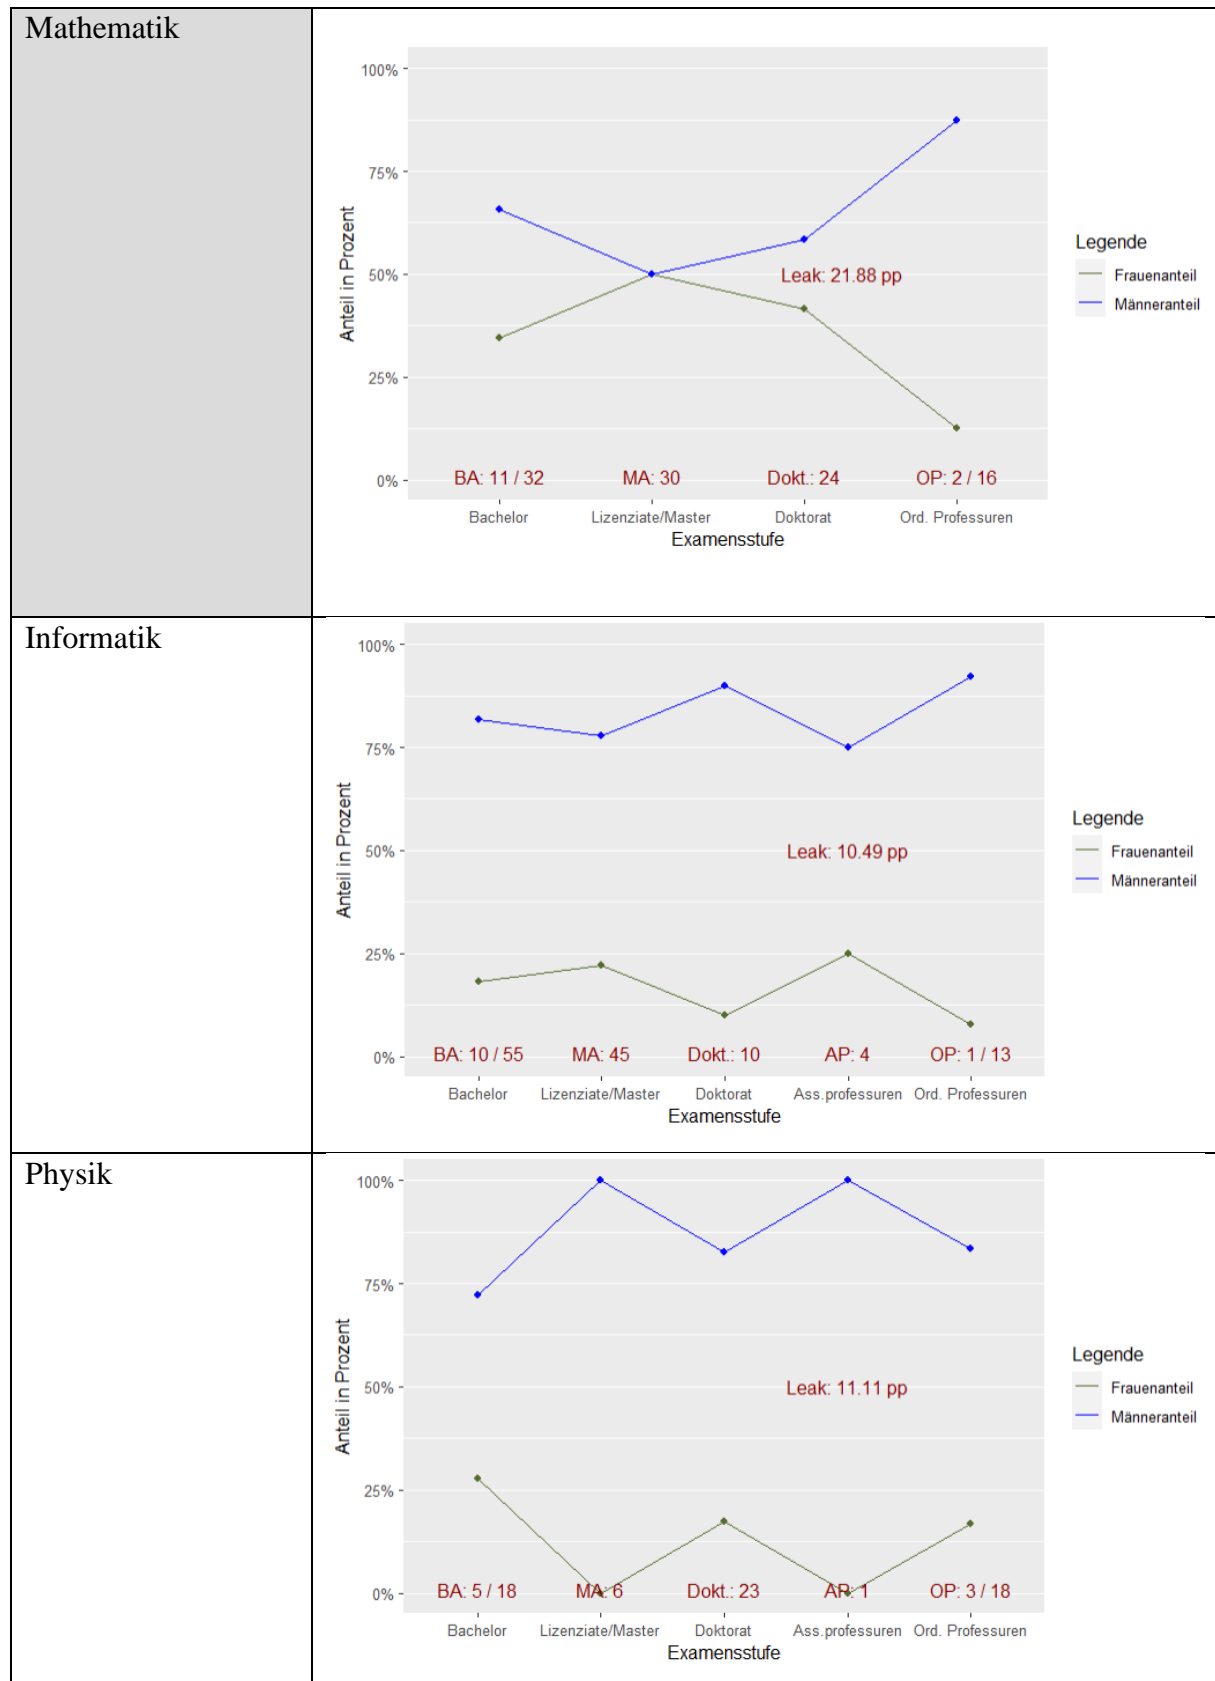 Mathematik
100%
75%
50%
25%
0%
Anteil in Prozent
Leak: 21.88 pp
BA: 11 / 32 MA: 30 Dokt.: 24 OP: 2 / 16
Bachelor Lizenziate/Master Doktorat Ord. Professuren
Examensstufe
Legende
Frauenanteil
Männeranteil
Informatik
100%
75%
50%
25%
0%
Anteil in Prozent
Leak: 10.49 pp
BA: 10 / 55 MA: 45 Dokt.: 10 AP: 4 OP: 1 / 13
Bachelor Lizenziate/Master Doktorat Ass.professuren Ord. Professuren
Examensstufe
Legende
Frauenanteil
Männeranteil
Physik
100%
75%
50%
25%
0%
Anteil in Prozent
Leak: 11.11 pp
BA: 5 / 18 MA: 6 Dokt.: 23 AP: 1 OP: 3 / 18
Bachelor Lizenziate/Master Doktorat Ass.professuren Ord. Professuren
Examensstufe
Legende
Frauenanteil
Männeranteil